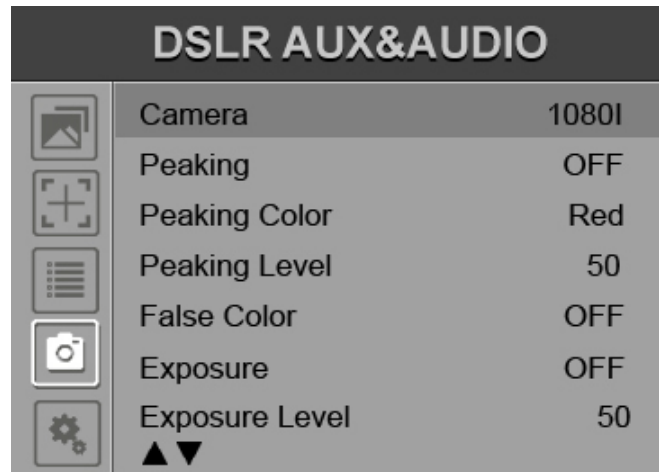 DSLR AUX&AUDIO
Camera 1080I
Peaking OFF
Peaking Color Red
Peaking Level 50
False Color OFF
Exposure OFF
Exposure Level 50
▲▼